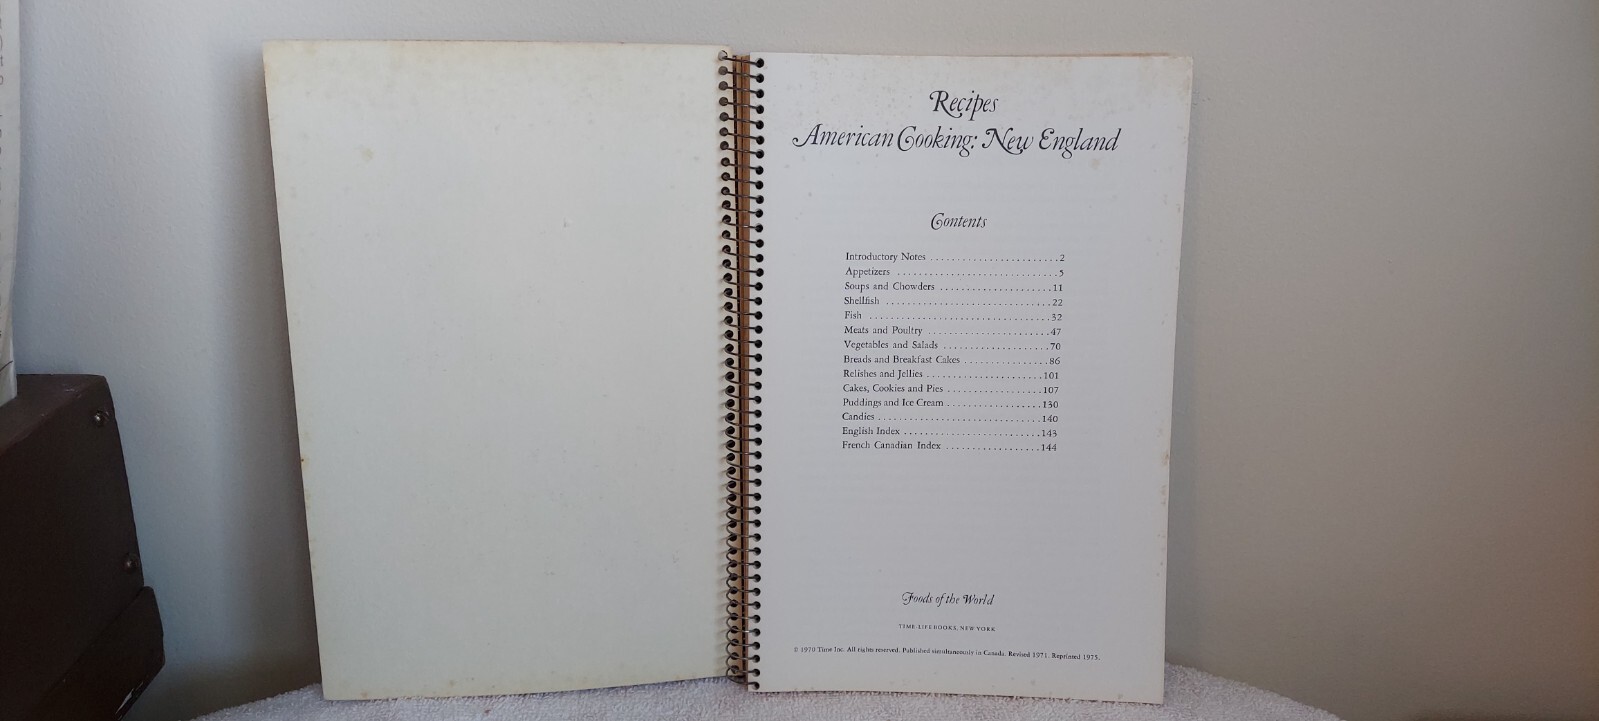 Recipes
American Cooking: New England
Contents
Introductory Notes ........................2
Appetizers ..............................5
Soups and Chowders .....................11
Shellfish ...............................22
Fish ..................................32
Meats and Poultry .......................47
Vegetables and Salads ....................70
Breads and Breakfast Cakes ................86
Relishes and Jellies ......................101
Cakes, Cookies and Pies ..................107
Puddings and Ice Cream ..................130
Candies ...............................140
English Index ..........................143
French Canadian Index ..................144
Foods of the World
TIME-LIFE BOOKS, NEW YORK
© 1970 Time Inc. All rights reserved. Published simultaneously in Canada. Revised 1971. Reprinted 1975.